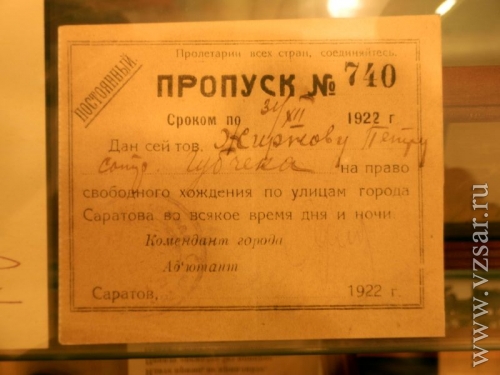 Пролетарии всех стран, соединяйтесь.
ПОСТОЯННЫЙ.
ПРОПУСК № 740
Сроком по 31/XII 1922 г
Дан сей тов. Жиркову Петру
сотр. Губчека на право
свободного хождения по улицам города
Саратова во всякое время дня и ночи.
Комендант города
Ад'ютант
Саратов, 1922 г.
www.vzsar.ru